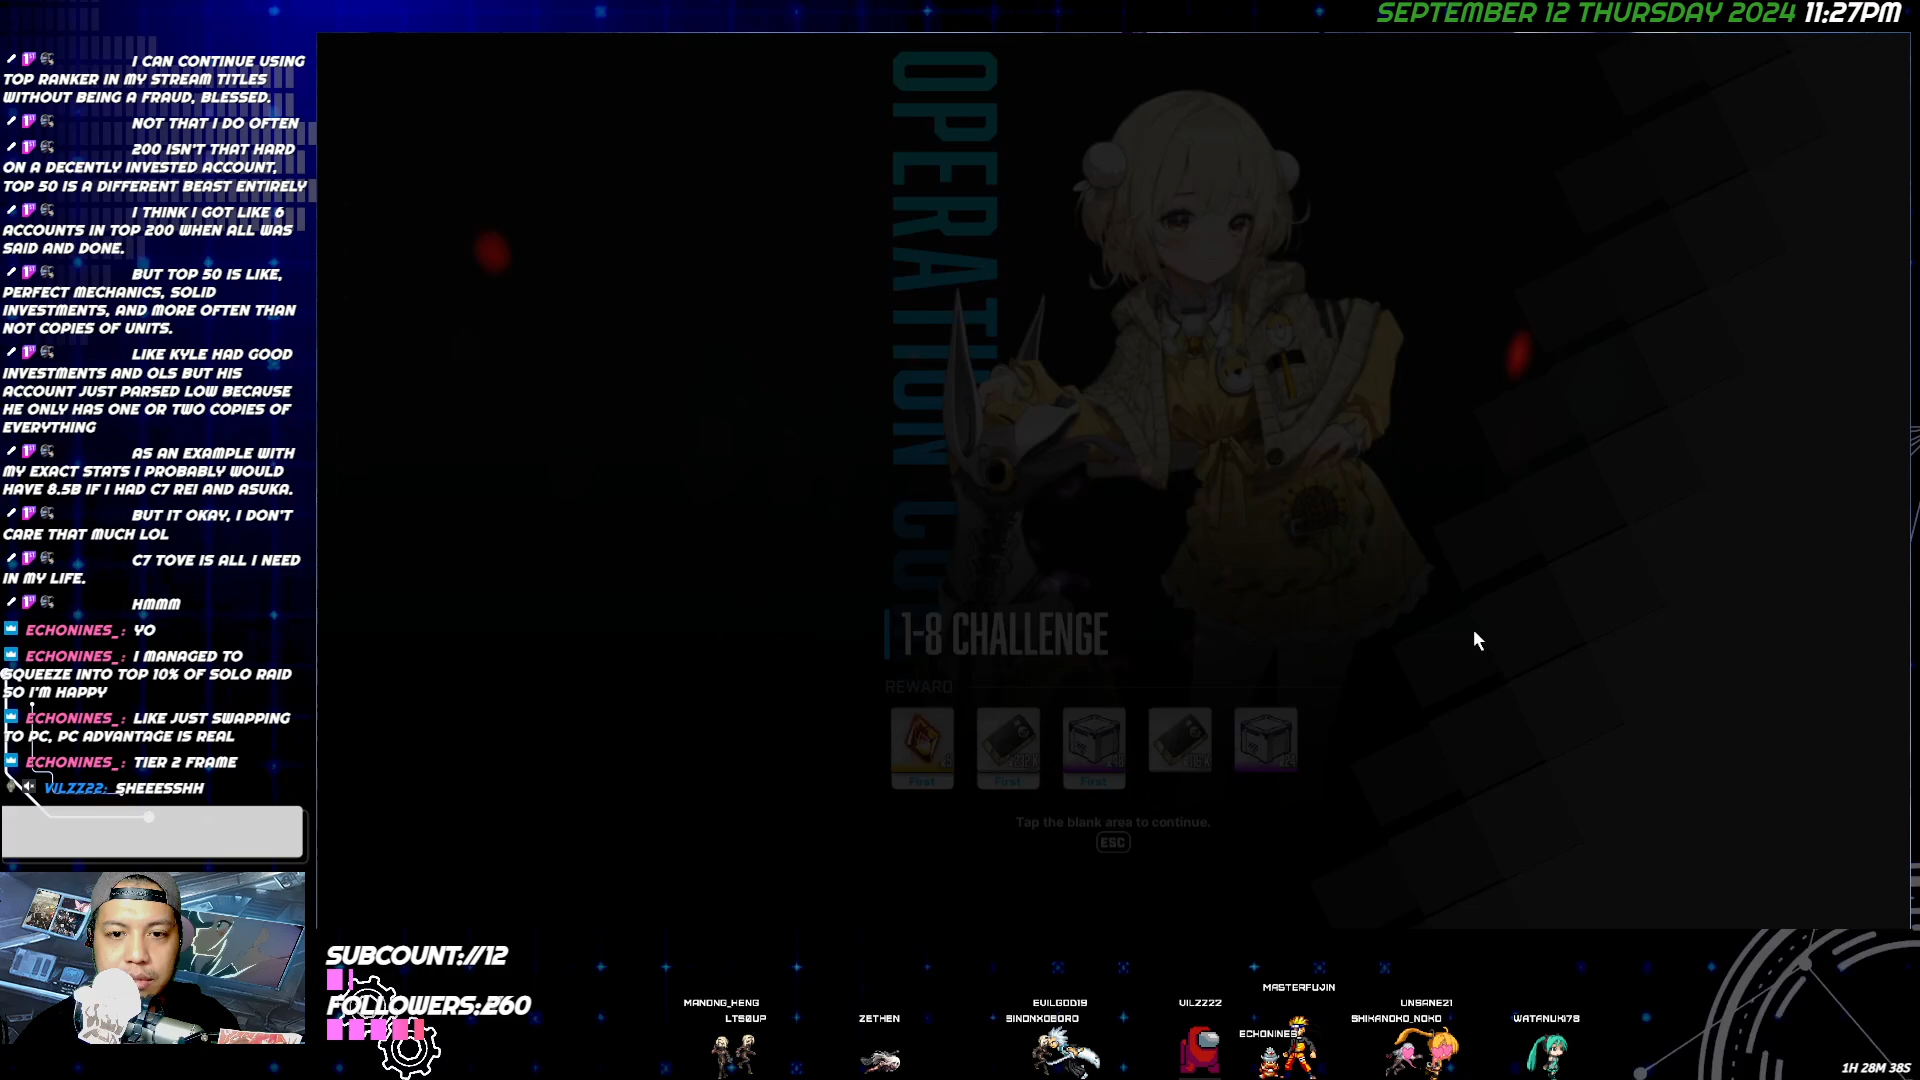 SEPTEMBER 12 THURSDAY 2024 11:27PM
I CAN CONTINUE USING
TOP RANKER IN MY STREAM TITLES
WITHOUT BEING A FRAUD, BLESSED.
NOT THAT I DO OFTEN
200 ISN'T THAT HARD
ON A DECENTLY INVESTED ACCOUNT,
TOP 50 IS A DIFFERENT BEAST ENTIRELY
I THINK I GOT LIKE 6
ACCOUNTS IN TOP 200 WHEN ALL WAS
SAID AND DONE.
BUT TOP 50 IS LIKE,
PERFECT MECHANICS, SOLID
INVESTMENTS, AND MORE OFTEN THAN
NOT COPIES OF UNITS.
LIKE KYLE HAD GOOD
INVESTMENTS AND OLS BUT HIS
ACCOUNT JUST PARSED LOW BECAUSE
HE ONLY HAS ONE OR TWO COPIES OF
EVERYTHING
AS AN EXAMPLE WITH
MY EXACT STATS I PROBABLY WOULD
HAVE 8.5B IF I HAD C7 REI AND ASUKA.
BUT IT OKAY, I DON'T
CARE THAT MUCH LOL
C7 TOVE IS ALL I NEED
IN MY LIFE.
HMMM
ECHONINES_: YO
ECHONINES_: I MANAGED TO
SQUEEZE INTO TOP 10% OF SOLO RAID
SO I'M HAPPY
ECHONINES_: LIKE JUST SWAPPING
TO PC, PC ADVANTAGE IS REAL
ECHONINES_: TIER 2 FRAME
VILZZ22: SHEEESSHH
OPERATION CO
1-8 CHALLENGE
REWARD
First
First
First
Tap the blank area to continue.
ESC
SUBCOUNT://12
FOLLOWERS:260
MANONG_HENG
LTSOUP
ZETHEN
EVILGOD19
SINONXOBORO
VILZZ22
MASTERFUJIN
ECHONINES
UNSANE21
SHIKANOKO_NOKO
WATANUKI78
1H 28M 38S